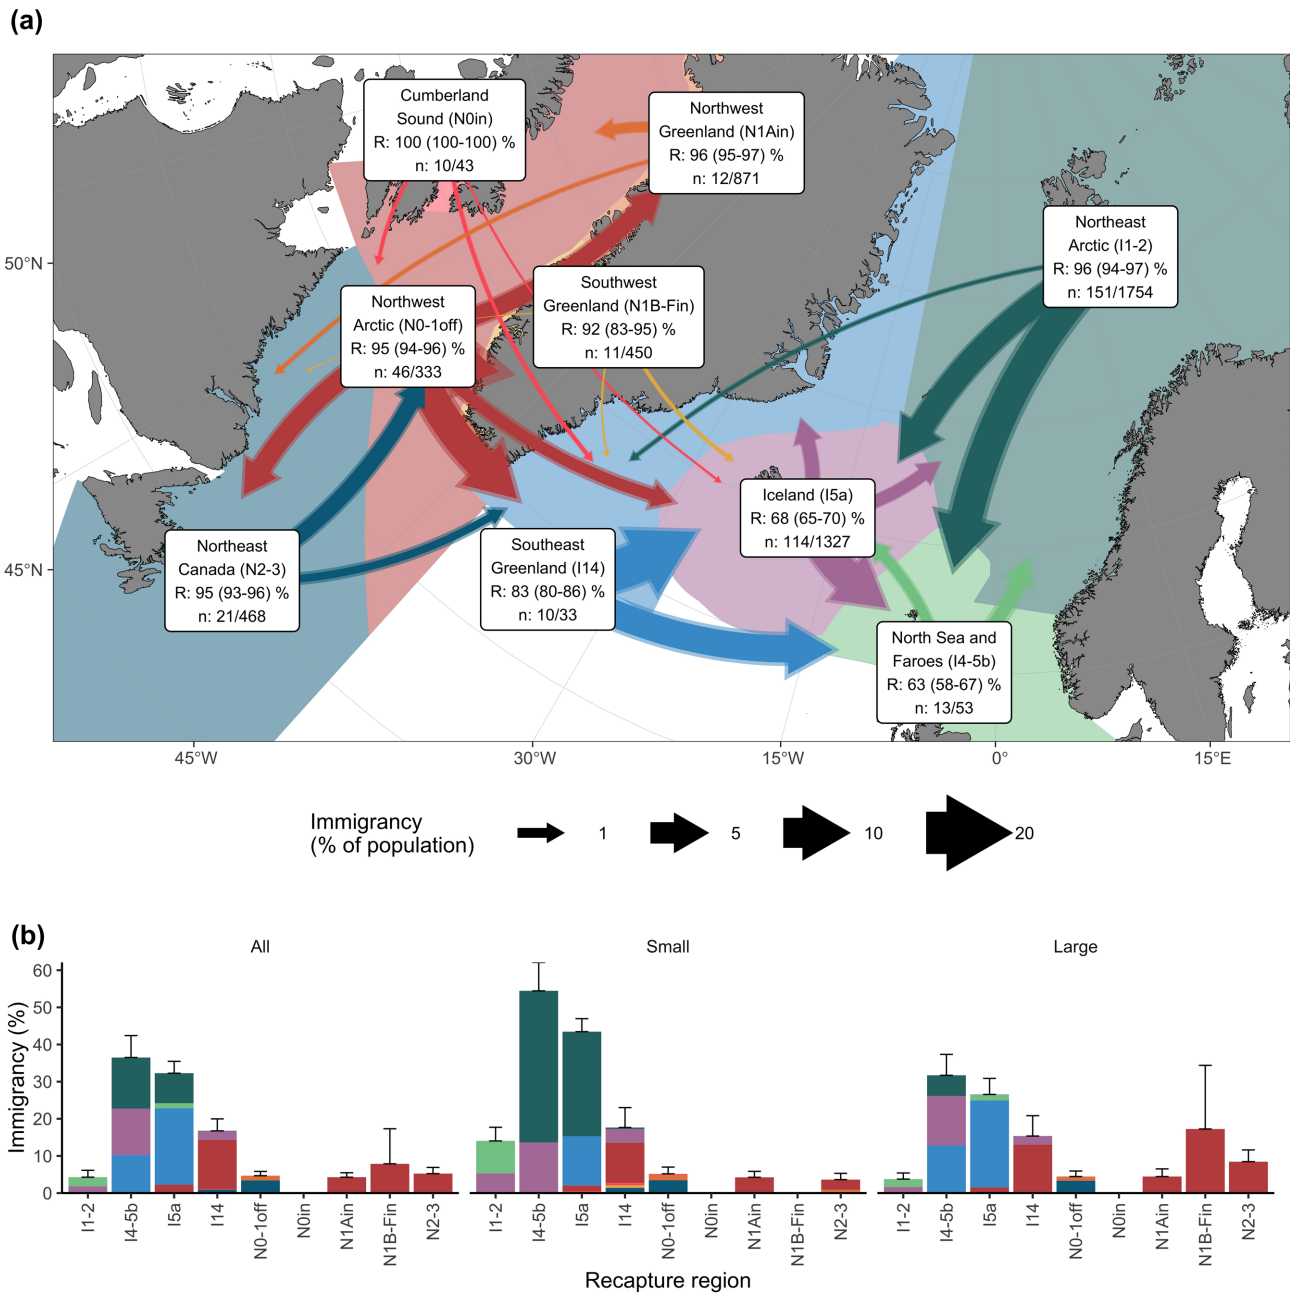 (a)
Cumberland
Sound (N0in)
R: 100 (100-100) %
n: 10/43
Northwest
Greenland (N1Ain)
R: 96 (95-97) %
n: 12/871
Northeast
Arctic (I1-2)
R: 96 (94-97) %
n: 151/1754
50°N
Southwest
Greenland (N1B-Fin)
R: 92 (83-95) %
n: 11/450
Northwest
Arctic (N0-1off)
R: 95 (94-96) %
n: 46/333
Iceland (I5a)
R: 68 (65-70) %
n: 114/1327
45°N
Northeast
Canada (N2-3)
R: 95 (93-96) %
n: 21/468
Southeast
Greenland (I14)
R: 83 (80-86) %
n: 10/33
North Sea and
Faroes (I4-5b)
R: 63 (58-67) %
n: 13/53
45°W 30°W 15°W 0° 15°E
Immigrancy
(% of population)
1 5 10 20
(b)
All Small Large
Immigrancy (%)
60
50
40
30
20
10
0
I1-2 I4-5b I5a I14 N0-1off N0in N1Ain N1B-Fin N2-3
I1-2 I4-5b I5a I14 N0-1off N0in N1Ain N1B-Fin N2-3
I1-2 I4-5b I5a I14 N0-1off N0in N1Ain N1B-Fin N2-3
Recapture region